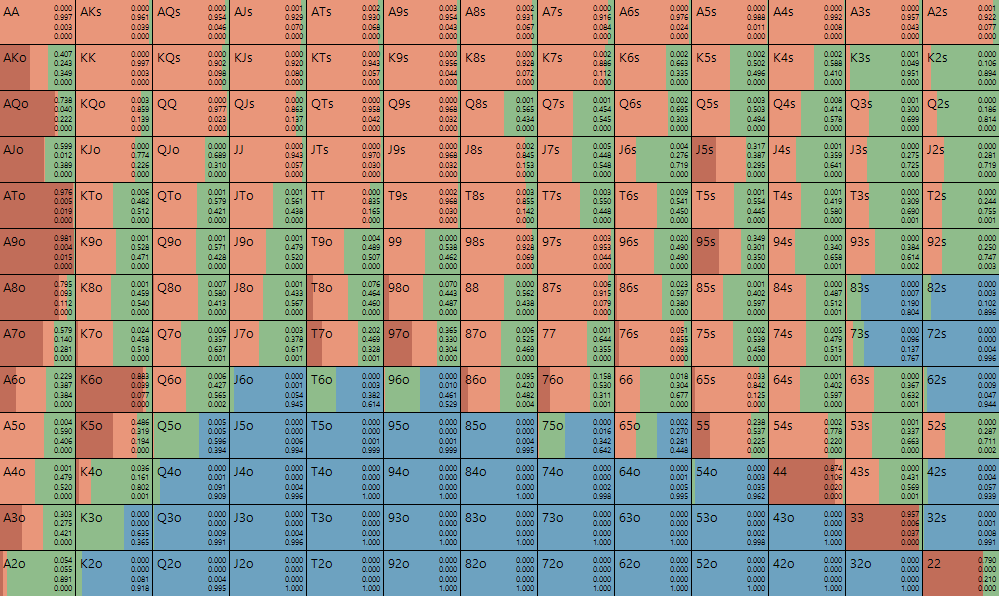 AA 0.000 AKs 0.000 AQs 0.000 AJs 0.001 ATs 0.002 A9s 0.003 A8s 0.002 A7s 0.000 A6s 0.000 A5s 0.000 A4s 0.000 A3s 0.000 A2s 0.001
0.997 0.961 0.954 0.929 0.930 0.954 0.931 0.916 0.976 0.988 0.992 0.957 0.922
0.003 0.039 0.046 0.070 0.068 0.043 0.067 0.084 0.024 0.011 0.008 0.043 0.077
0.000 0.000 0.000 0.000 0.000 0.000 0.000 0.000 0.000 0.000 0.000 0.000 0.000
AKo 0.407 KK 0.000 KQs 0.000 KJs 0.000 KTs 0.000 K9s 0.000 K8s 0.000 K7s 0.002 K6s 0.002 K5s 0.002 K4s 0.002 K3s 0.001 K2s 0.000
0.243 0.997 0.902 0.920 0.943 0.956 0.928 0.886 0.663 0.502 0.588 0.049 0.106
0.349 0.003 0.098 0.080 0.057 0.044 0.072 0.112 0.335 0.496 0.410 0.951 0.894
0.000 0.000 0.000 0.000 0.000 0.000 0.000 0.000 0.000 0.000 0.000 0.000 0.000
AQo 0.738 KQo 0.003 QQ 0.000 QJs 0.000 QTs 0.000 Q9s 0.000 Q8s 0.001 Q7s 0.001 Q6s 0.002 Q5s 0.003 Q4s 0.008 Q3s 0.001 Q2s 0.000
0.040 0.859 0.977 0.863 0.958 0.968 0.565 0.454 0.695 0.503 0.414 0.300 0.186
0.222 0.139 0.023 0.137 0.042 0.032 0.434 0.545 0.303 0.494 0.578 0.699 0.814
0.000 0.000 0.000 0.000 0.000 0.000 0.000 0.000 0.000 0.000 0.000 0.000 0.000
AJo 0.599 KJo 0.000 QJo 0.000 JJ 0.000 JTs 0.000 J9s 0.000 J8s 0.002 J7s 0.005 J6s 0.004 J5s 0.317 J4s 0.001 J3s 0.000 J2s 0.000
0.012 0.774 0.689 0.943 0.970 0.968 0.845 0.448 0.276 0.387 0.359 0.275 0.281
0.389 0.226 0.310 0.057 0.030 0.032 0.153 0.548 0.719 0.295 0.641 0.725 0.719
0.000 0.000 0.000 0.000 0.000 0.000 0.000 0.000 0.000 0.000 0.000 0.000 0.000
ATo 0.976 KTo 0.006 QTo 0.001 JTo 0.001 TT 0.000 T9s 0.002 T8s 0.003 T7s 0.003 T6s 0.009 T5s 0.001 T4s 0.001 T3s 0.000 T2s 0.000
0.005 0.482 0.579 0.561 0.835 0.968 0.855 0.550 0.541 0.554 0.419 0.309 0.244
0.019 0.512 0.421 0.438 0.165 0.030 0.142 0.448 0.450 0.445 0.580 0.690 0.755
0.000 0.000 0.000 0.000 0.000 0.000 0.000 0.000 0.000 0.000 0.000 0.001 0.001
A9o 0.981 K9o 0.001 Q9o 0.001 J9o 0.001 T9o 0.004 99 0.000 98s 0.003 97s 0.003 96s 0.020 95s 0.349 94s 0.000 93s 0.000 92s 0.000
0.004 0.528 0.571 0.479 0.489 0.538 0.928 0.953 0.490 0.301 0.340 0.384 0.250
0.015 0.471 0.428 0.520 0.507 0.462 0.069 0.044 0.490 0.350 0.658 0.614 0.747
0.000 0.000 0.000 0.000 0.000 0.000 0.000 0.000 0.000 0.000 0.001 0.002 0.003
A8o 0.795 K8o 0.001 Q8o 0.007 J8o 0.001 T8o 0.076 98o 0.070 88 0.000 87s 0.006 86s 0.023 85s 0.001 84s 0.000 83s 0.000 82s 0.000
0.093 0.459 0.580 0.433 0.464 0.443 0.562 0.915 0.597 0.402 0.487 0.007 0.003
0.112 0.540 0.413 0.567 0.460 0.487 0.438 0.079 0.380 0.597 0.512 0.190 0.102
0.000 0.000 0.000 0.000 0.000 0.000 0.000 0.000 0.000 0.000 0.001 0.804 0.896
A7o 0.579 K7o 0.024 Q7o 0.006 J7o 0.003 T7o 0.202 97o 0.365 87o 0.006 77 0.001 76s 0.051 75s 0.002 74s 0.005 73s 0.000 72s 0.000
0.140 0.458 0.357 0.378 0.469 0.330 0.525 0.644 0.855 0.539 0.479 0.096 0.000
0.281 0.518 0.637 0.617 0.328 0.304 0.469 0.355 0.093 0.458 0.515 0.137 0.004
0.000 0.000 0.001 0.001 0.001 0.000 0.000 0.000 0.000 0.000 0.001 0.767 0.996
A6o 0.229 K6o 0.883 Q6o 0.006 J6o 0.000 T6o 0.000 96o 0.000 86o 0.095 76o 0.158 66 0.018 65s 0.033 64s 0.001 63s 0.000 62s 0.000
0.387 0.039 0.427 0.001 0.003 0.010 0.420 0.530 0.304 0.842 0.402 0.367 0.009
0.384 0.077 0.565 0.054 0.382 0.461 0.482 0.311 0.677 0.125 0.597 0.632 0.047
0.000 0.000 0.002 0.945 0.614 0.529 0.004 0.001 0.000 0.000 0.000 0.001 0.944
A5o 0.004 K5o 0.486 Q5o 0.005 J5o 0.000 T5o 0.000 95o 0.000 85o 0.000 75o 0.000 65o 0.002 55 0.238 54s 0.002 53s 0.001 52s 0.000
0.590 0.319 0.005 0.000 0.000 0.001 0.000 0.016 0.270 0.537 0.778 0.337 0.287
0.406 0.194 0.596 0.006 0.001 0.004 0.004 0.342 0.281 0.225 0.220 0.663 0.711
0.000 0.000 0.394 0.994 0.999 0.999 0.995 0.642 0.448 0.000 0.000 0.000 0.002
A4o 0.001 K4o 0.036 Q4o 0.000 J4o 0.000 T4o 0.000 94o 0.000 84o 0.000 74o 0.000 64o 0.000 54o 0.000 44 0.874 43s 0.000 42s 0.000
0.479 0.161 0.001 0.000 0.000 0.000 0.000 0.000 0.001 0.003 0.106 0.431 0.004
0.520 0.802 0.091 0.004 0.000 0.000 0.000 0.002 0.005 0.035 0.020 0.569 0.057
0.000 0.001 0.909 0.996 1.000 1.000 1.000 0.998 0.995 0.962 0.000 0.001 0.939
A3o 0.303 K3o 0.000 Q3o 0.000 J3o 0.000 T3o 0.000 93o 0.000 83o 0.000 73o 0.000 63o 0.000 53o 0.000 43o 0.000 33 0.957 32s 0.000
0.275 0.000 0.000 0.000 0.000 0.000 0.000 0.000 0.000 0.000 0.000 0.006 0.001
0.421 0.635 0.009 0.001 0.000 0.000 0.000 0.000 0.000 0.002 0.000 0.037 0.008
0.000 0.365 0.991 0.996 1.000 1.000 1.000 1.000 1.000 0.998 1.000 0.000 0.991
A2o 0.054 K2o 0.000 Q2o 0.000 J2o 0.000 T2o 0.000 92o 0.000 82o 0.000 72o 0.000 62o 0.000 52o 0.000 42o 0.000 32o 0.000 22 0.790
0.055 0.000 0.000 0.000 0.000 0.000 0.000 0.000 0.000 0.000 0.000 0.000 0.000
0.891 0.081 0.004 0.000 0.000 0.000 0.000 0.000 0.000 0.000 0.000 0.000 0.210
0.000 0.918 0.995 1.000 1.000 1.000 1.000 1.000 1.000 1.000 1.000 1.000 0.000